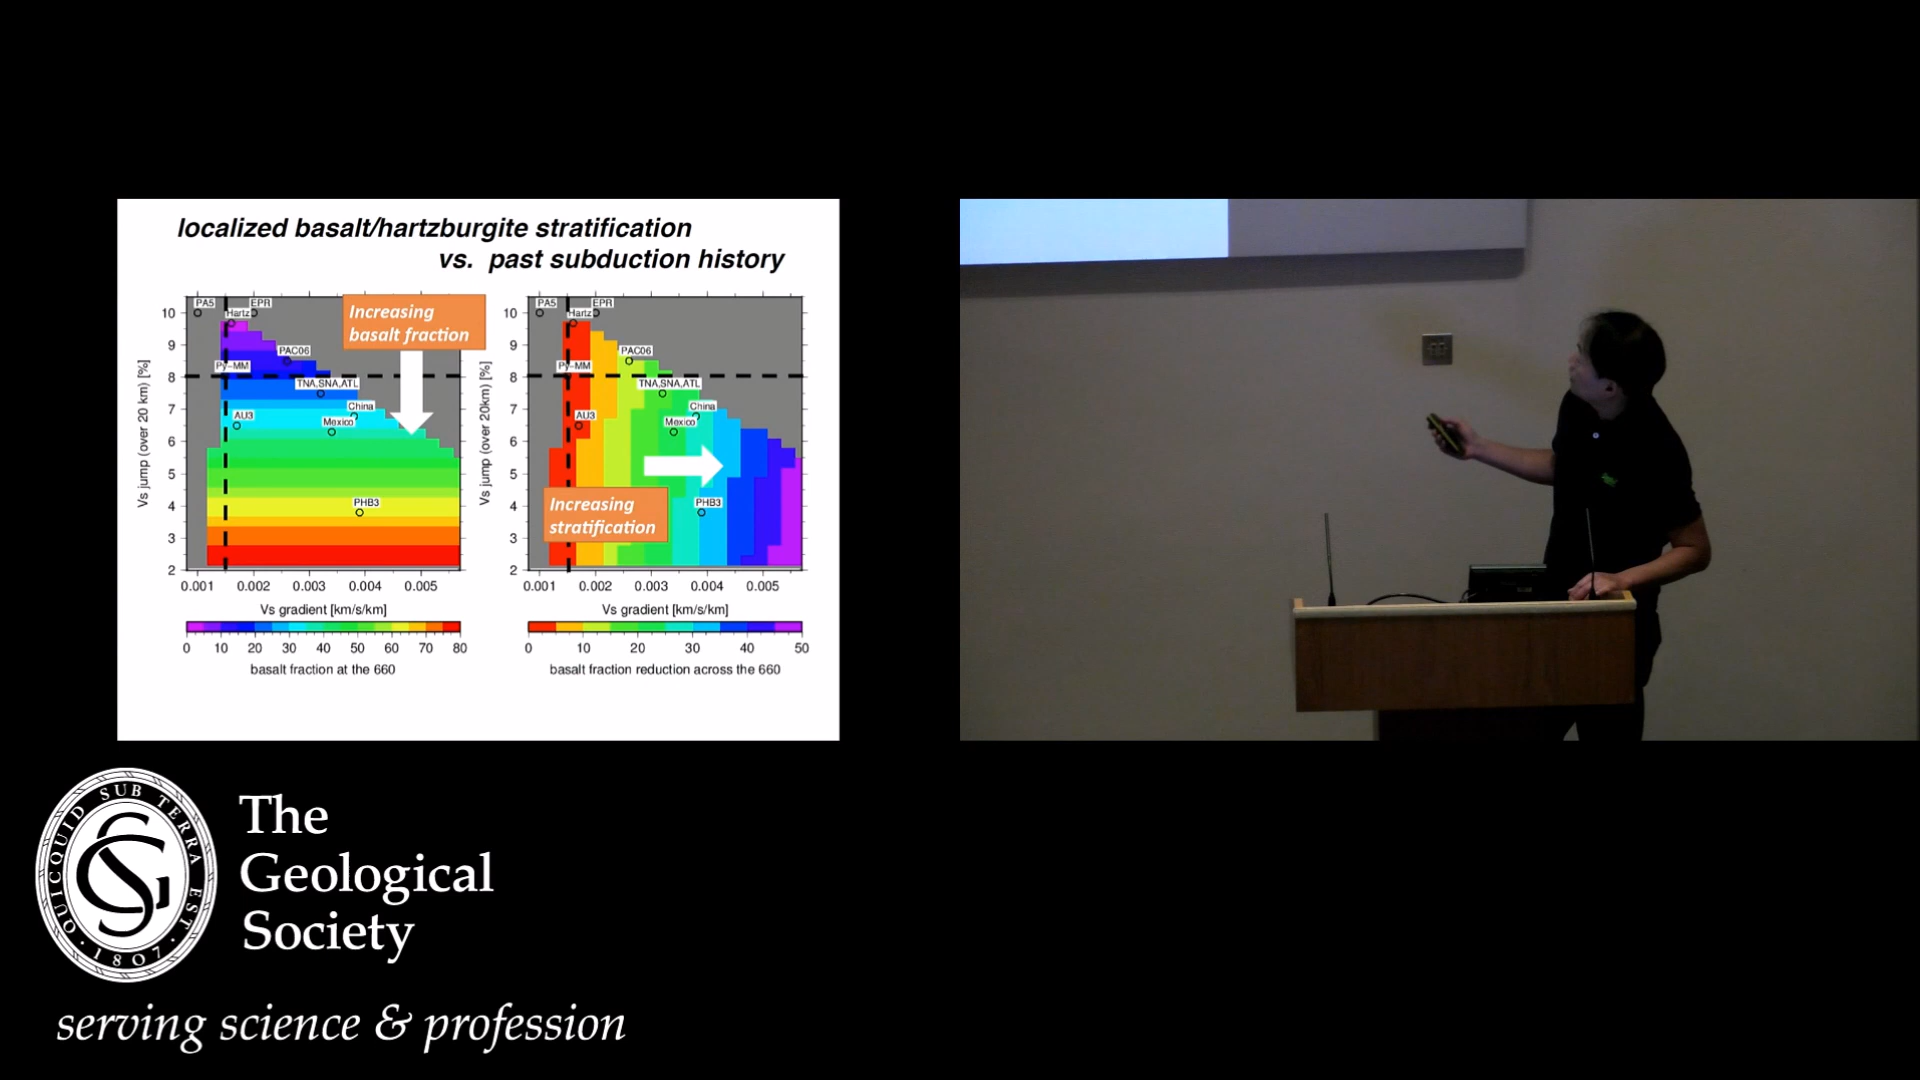 localized basalt/hartzburgite stratification
vs. past subduction history
10
9
8
7
6
5
4
3
2
Vs jump (over 20 km) [%]
PA5
EPR
Hartz
PAC06
Py-MM
TNA,SNA,ATL
China
AU3
Mexico
PHB3
Increasing
basalt fraction
0.001 0.002 0.003 0.004 0.005
Vs gradient [km/s/km]
0 10 20 30 40 50 60 70 80
basalt fraction at the 660
10
9
8
7
6
5
4
3
2
Vs jump (over 20km) [%]
PA5
EPR
Hartz
PAC06
Py-MM
TNA,SNA,ATL
China
AU3
Mexico
PHB3
Increasing
stratification
0.001 0.002 0.003 0.004 0.005
Vs gradient [km/s/km]
0 10 20 30 40 50
basalt fraction reduction across the 660
QUICQUID SUB TERRA EST
GS
1807
The
Geological
Society
serving science & profession